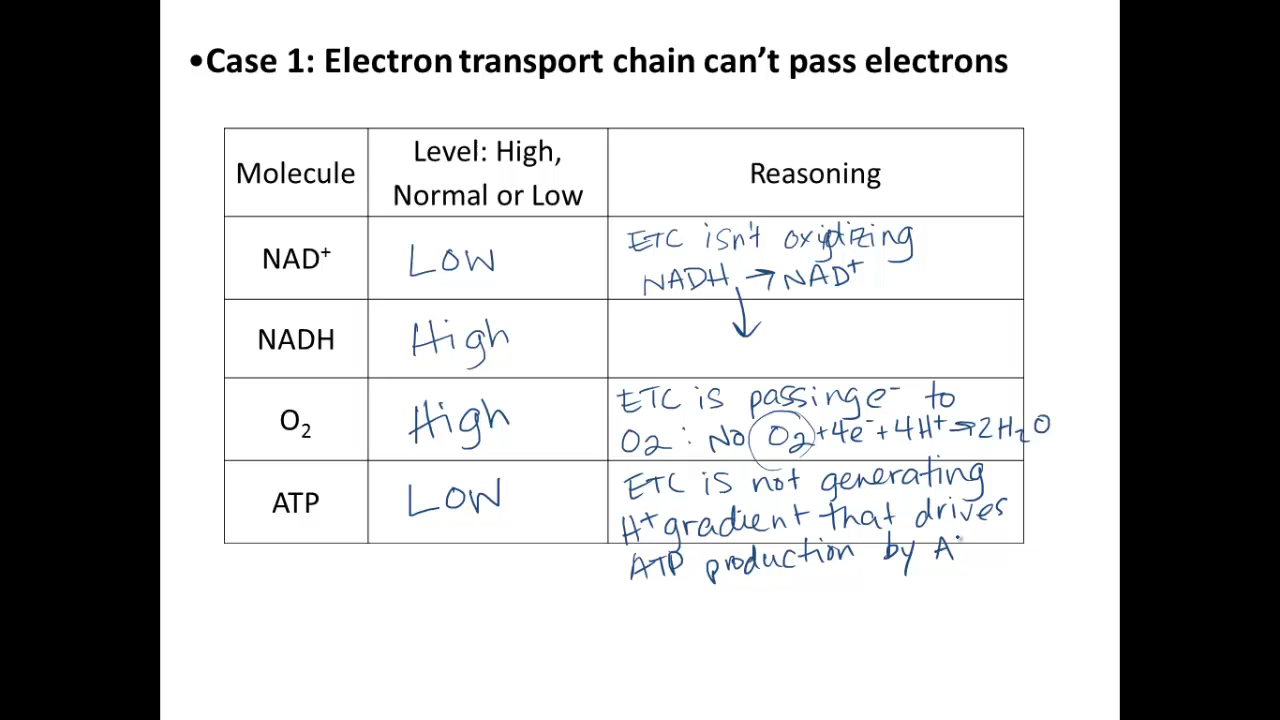 •Case 1: Electron transport chain can't pass electrons
Molecule
Level: High,
Normal or Low
Reasoning
NAD⁺
Low
ETC isn't oxidizing
NADH → NAD⁺
NADH
High
O₂
High
ETC is passing e⁻ to
O2 : No O2 + 4e⁻ + 4H⁺ → 2H₂O
ATP
Low
ETC is not generating
H⁺ gradient that drives
ATP production by A